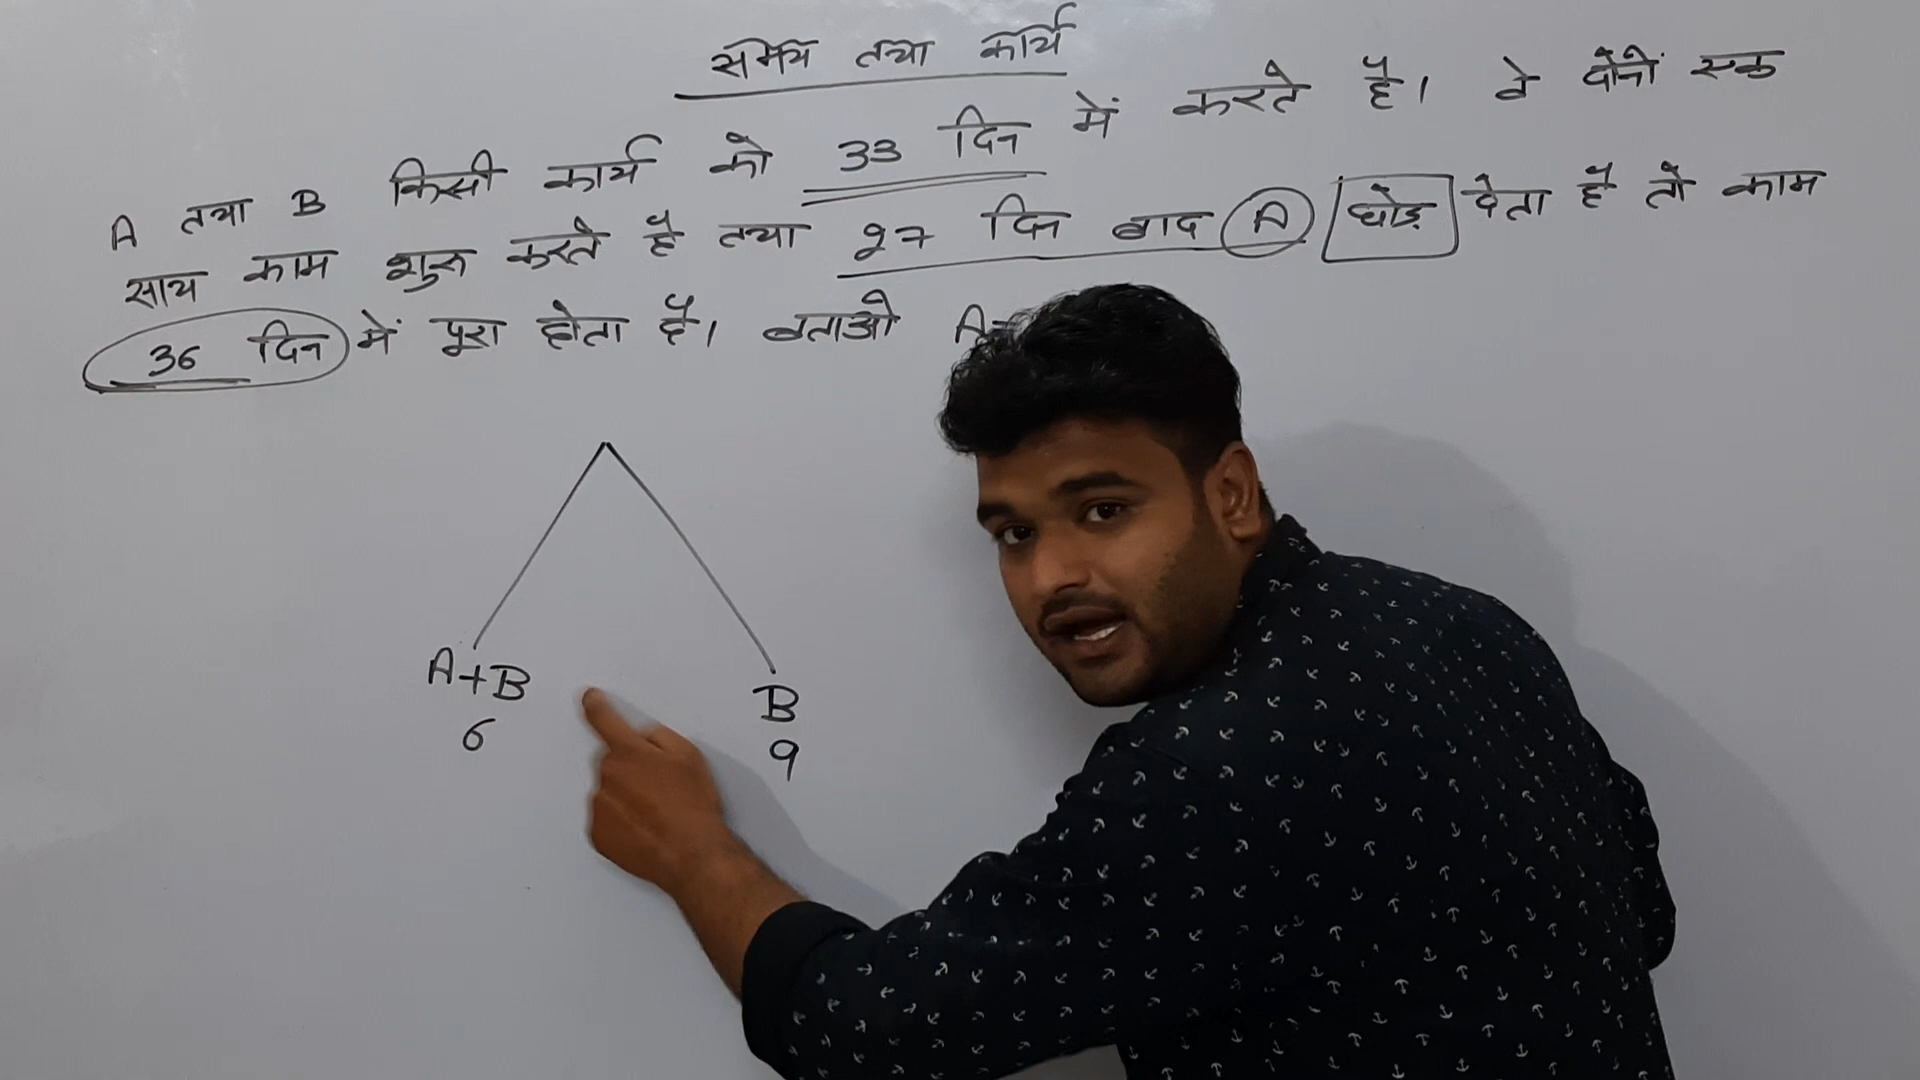 समय तथा कार्य
A तथा B किसी कार्य को 33 दिन में करते है। वे दोनों एक
साथ काम शुरू करते है तथा 27 दिन बाद A छोड़ देता है तो काम
36 दिन में पूरा होता है। बताओ A=
A+B B
6 9